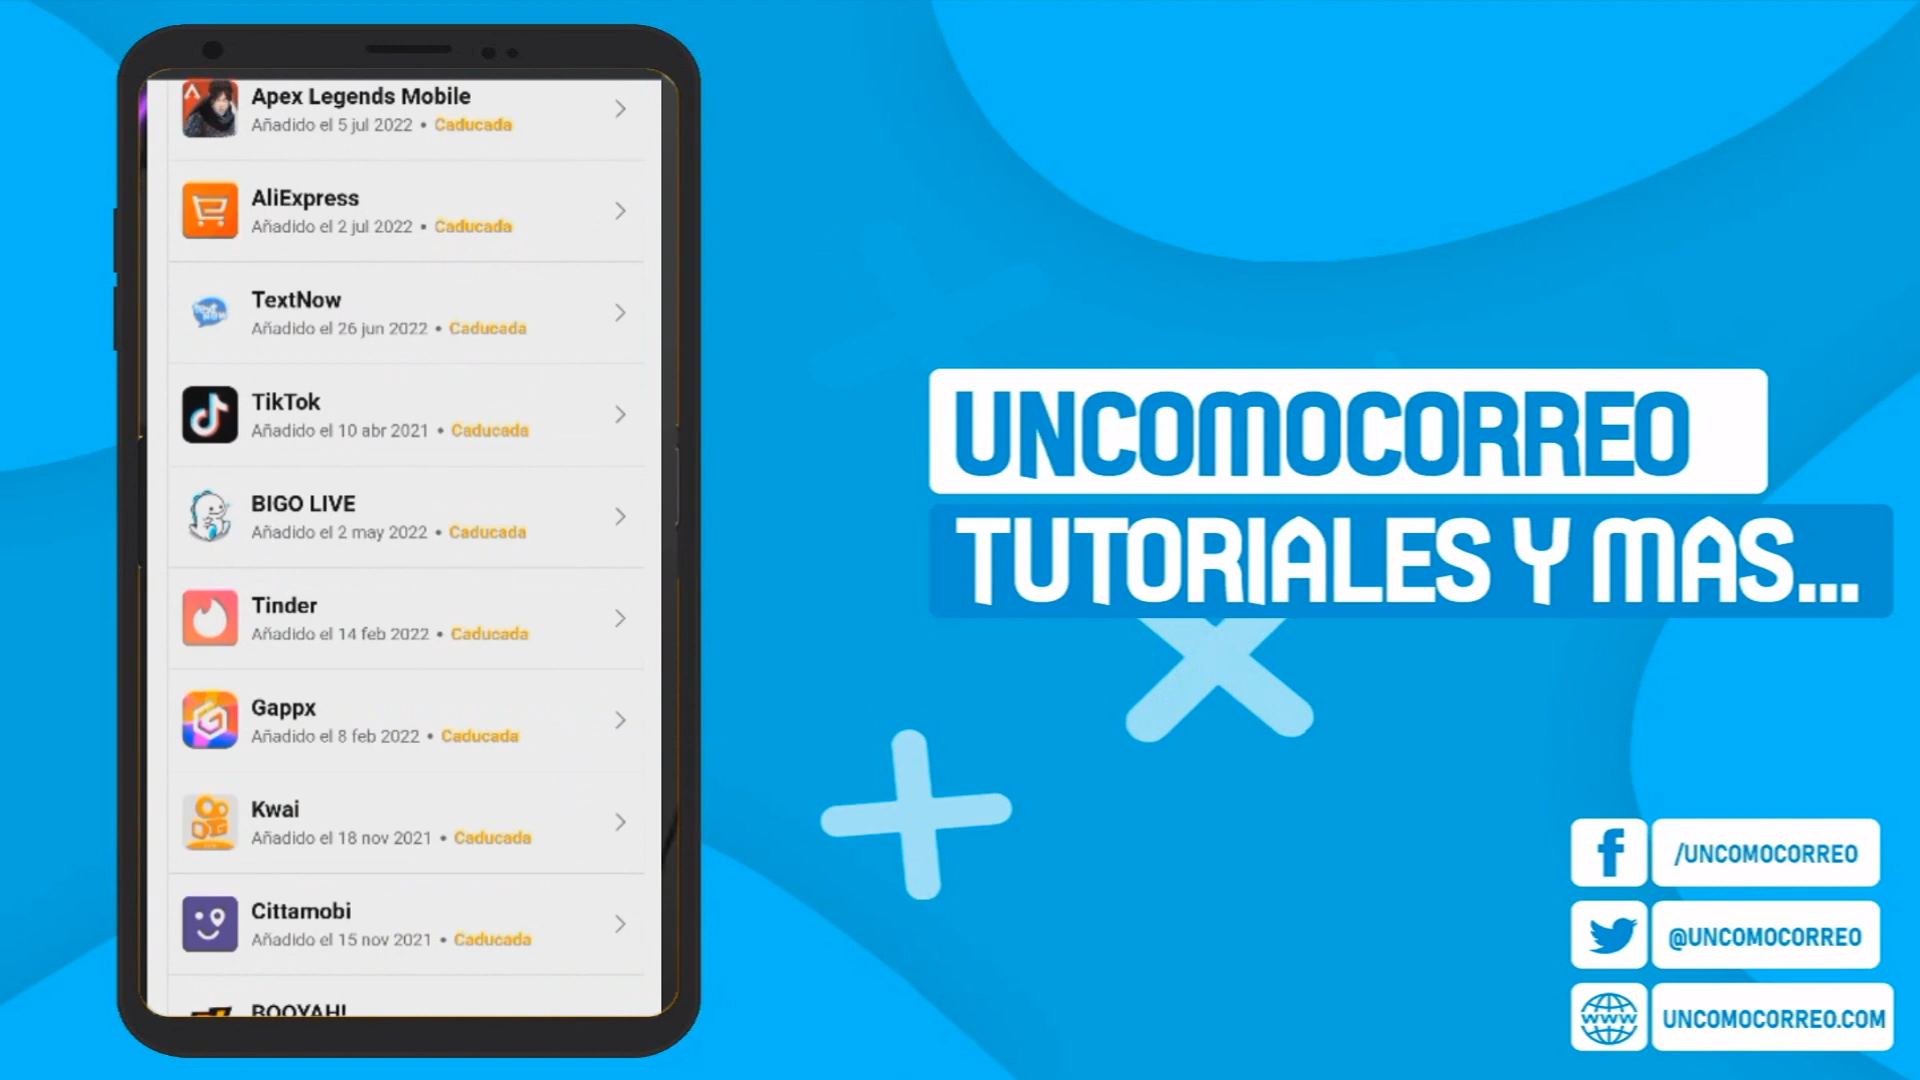 Apex Legends Mobile
Añadido el 5 jul 2022 • Caducada
AliExpress
Añadido el 2 jul 2022 • Caducada
TextNow
Añadido el 26 jun 2022 • Caducada
TikTok
Añadido el 10 abr 2021 • Caducada
BIGO LIVE
Añadido el 2 may 2022 • Caducada
Tinder
Añadido el 14 feb 2022 • Caducada
Gappx
Añadido el 8 feb 2022 • Caducada
Kwai
Añadido el 18 nov 2021 • Caducada
Cittamobi
Añadido el 15 nov 2021 • Caducada
BOOYAH!
UNCOMOCORREO
TUTORIALES Y MAS...
/UNCOMOCORREO
@UNCOMOCORREO
WWW
UNCOMOCORREO.COM